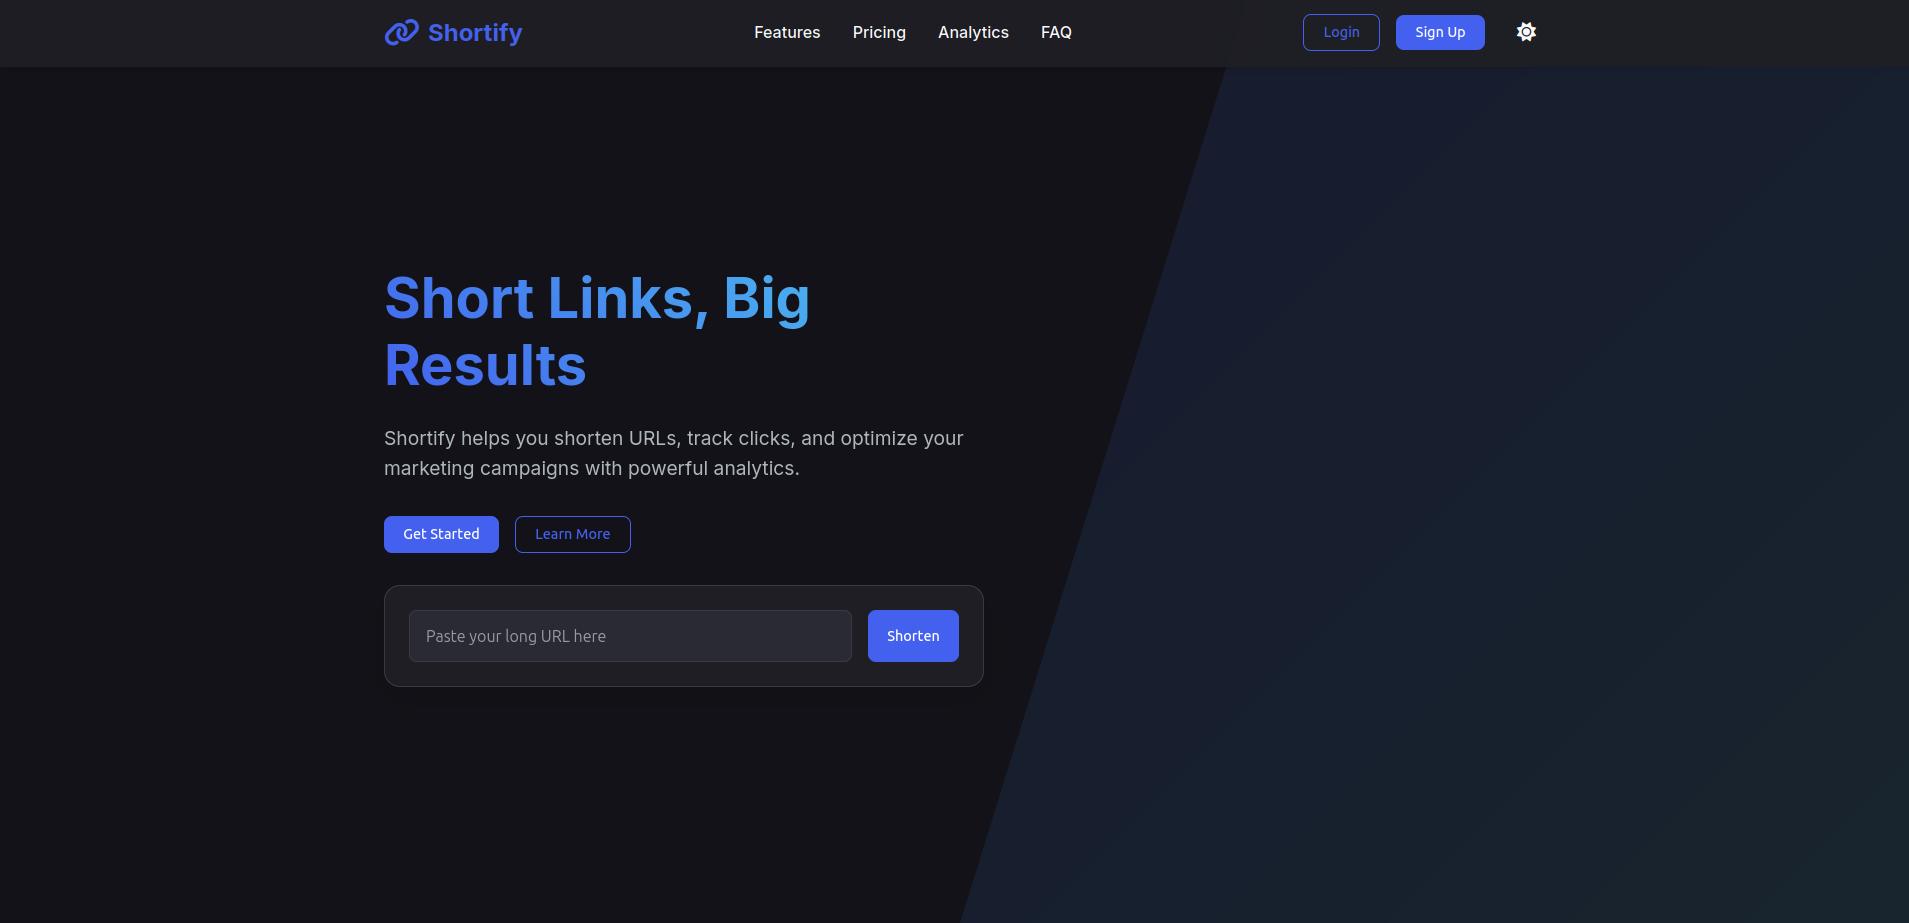 Shortify
Features
Pricing
Analytics
FAQ
Login
Sign Up
Short Links, Big
Results
Shortify helps you shorten URLs, track clicks, and optimize your
marketing campaigns with powerful analytics.
Get Started
Learn More
Paste your long URL here
Shorten